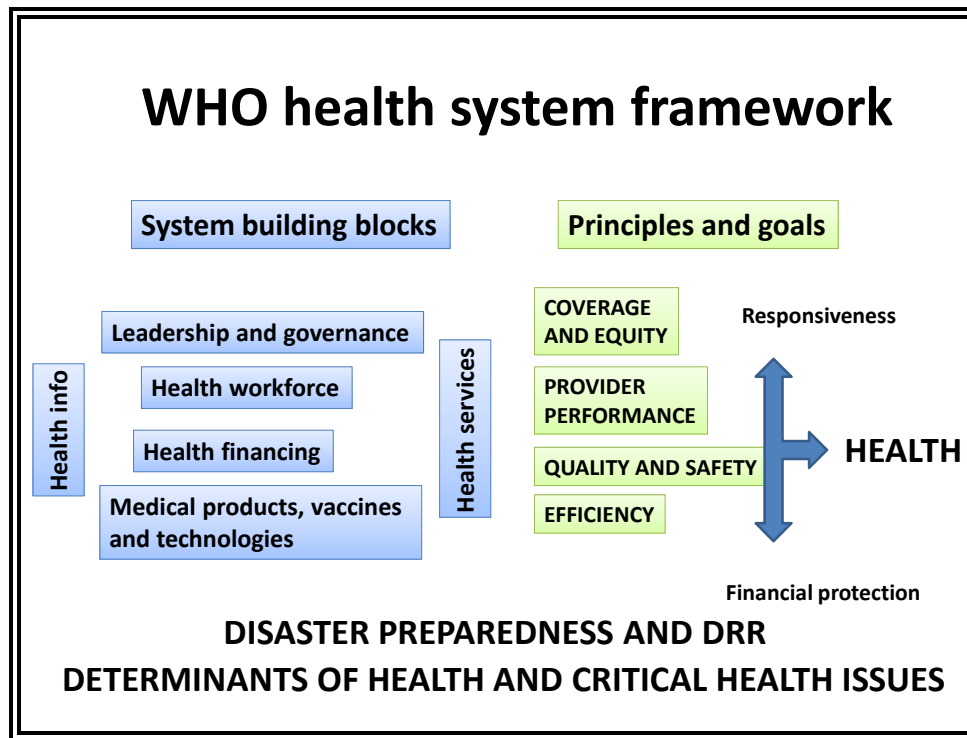 WHO health system framework
System building blocks
Principles and goals
Health info
Leadership and governance
Health workforce
Health financing
Medical products, vaccines
and technologies
Health services
COVERAGE
AND EQUITY
PROVIDER
PERFORMANCE
QUALITY AND SAFETY
EFFICIENCY
Responsiveness
HEALTH
Financial protection
DISASTER PREPAREDNESS AND DRR
DETERMINANTS OF HEALTH AND CRITICAL HEALTH ISSUES